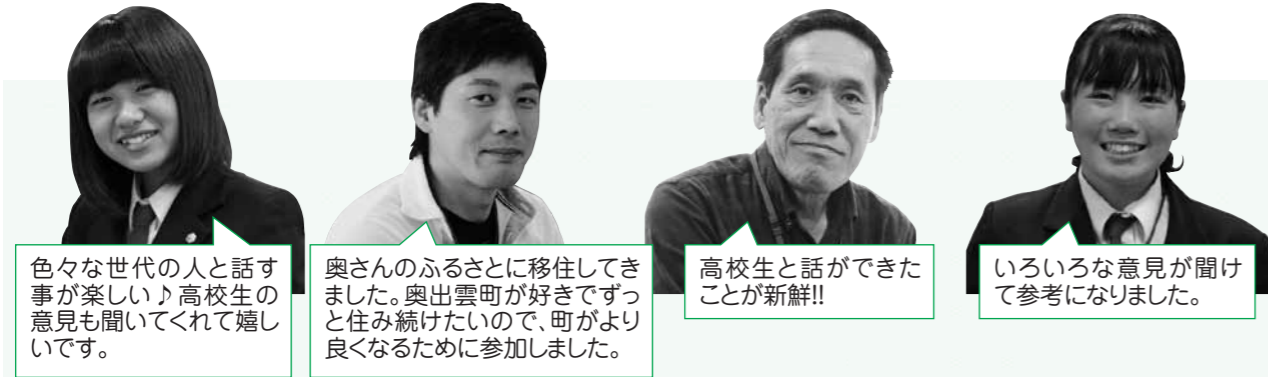 色々な世代の人と話す
事が楽しい♪高校生の
意見も聞いてくれて嬉し
いです。
奥さんのふるさとに移住してき
ました。奥出雲町が好きでずっ
と住み続けたいので、町がより
良くなるために参加しました。
高校生と話ができた
ことが新鮮!!
いろいろな意見が聞け
て参考になりました。